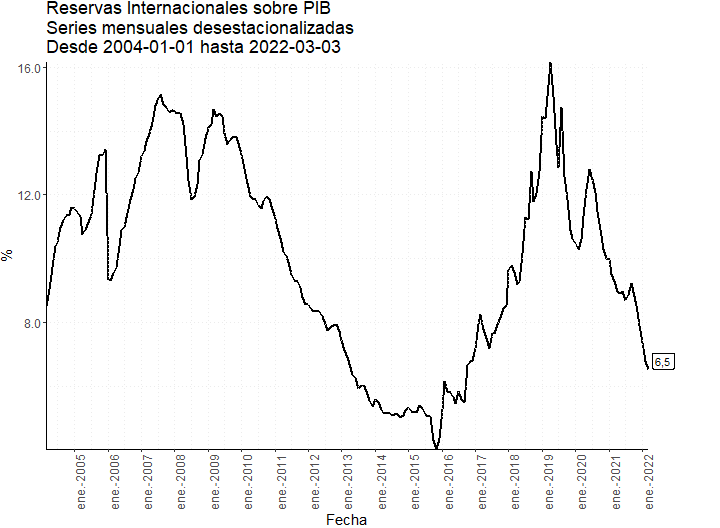 Reservas Internacionales sobre PIB
Series mensuales desestacionalizadas
Desde 2004-01-01 hasta 2022-03-03
16.0
12.0
8.0
%
6,5
ene.-2005
ene.-2006
ene.-2007
ene.-2008
ene.-2009
ene.-2010
ene.-2011
ene.-2012
ene.-2013
ene.-2014
ene.-2015
ene.-2016
ene.-2017
ene.-2018
ene.-2019
ene.-2020
ene.-2021
ene.-2022
Fecha